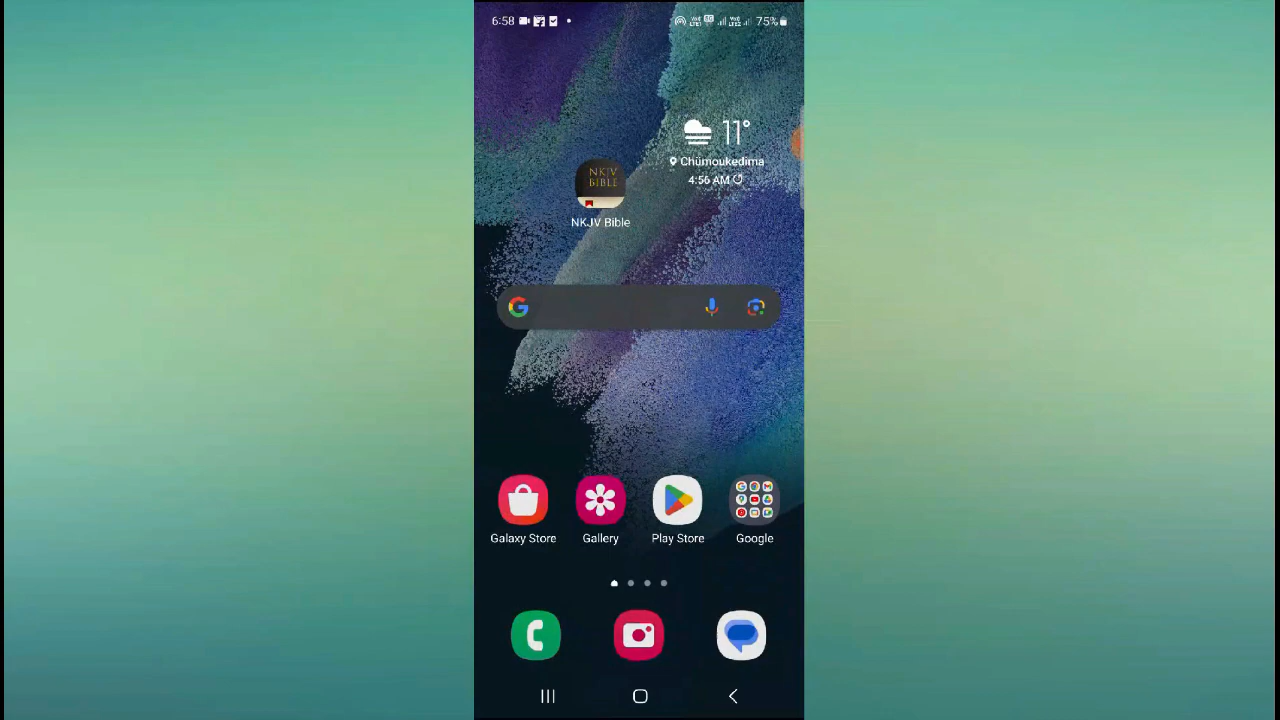 6:58
75%
11°
Chümoukedima
4:56 AM
NKJV
BIBLE
NKJV Bible
Galaxy Store
Gallery
Play Store
Google